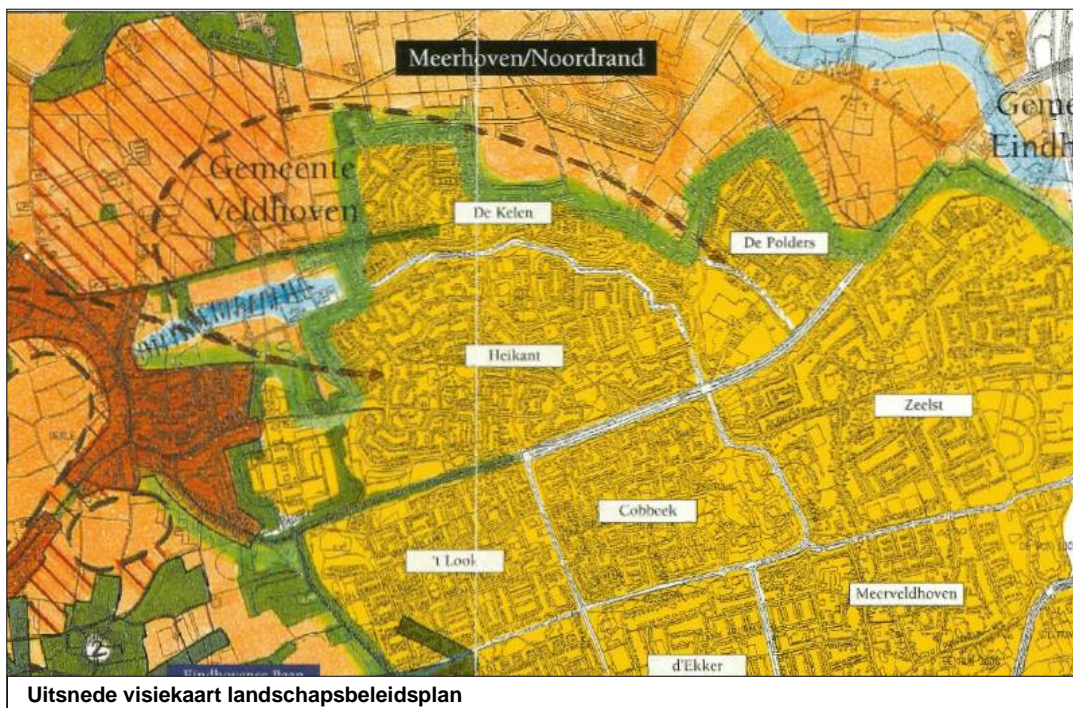 Meerhoven/Noordrand
Geme
Eindh
Gemeente
Veldhoven
De Kelen
De Polders
Heikant
Zeelst
Cobbeek
't Look
Meerveldhoven
d'Ekker
2
Eindhovense Baan
Uitsnede visiekaart landschapsbeleidsplan